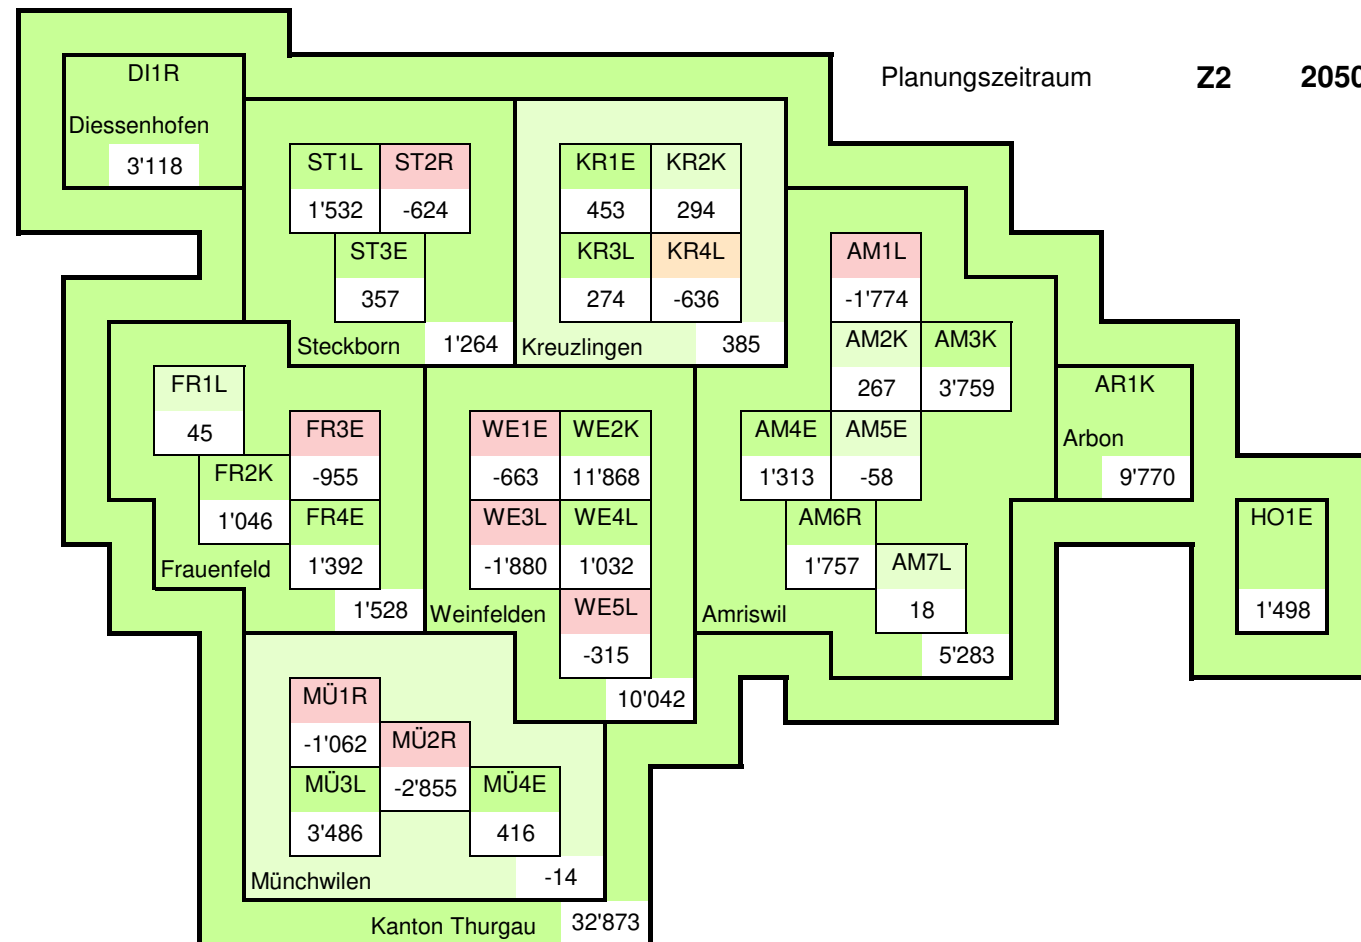 DI1R
Planungszeitraum Z2 2050
Diessenhofen
3'118
ST1L ST2R
1'532 -624
ST3E
357
Steckborn 1'264
KR1E KR2K
453 294
KR3L KR4L
274 -636
Kreuzlingen 385
AM1L
-1'774
AM2K AM3K
267 3'759
AM4E AM5E
1'313 -58
AM6R
1'757
AM7L
18
Amriswil
5'283
AR1K
Arbon
9'770
HO1E
1'498
FR1L
45
FR3E
-955
FR2K
1'046
FR4E
1'392
Frauenfeld
1'528
WE1E WE2K
-663 11'868
WE3L WE4L
-1'880 1'032
WE5L
-315
Weinfelden
10'042
MÜ1R
-1'062
MÜ2R
-2'855
MÜ3L
3'486
MÜ4E
416
Münchwilen -14
Kanton Thurgau 32'873